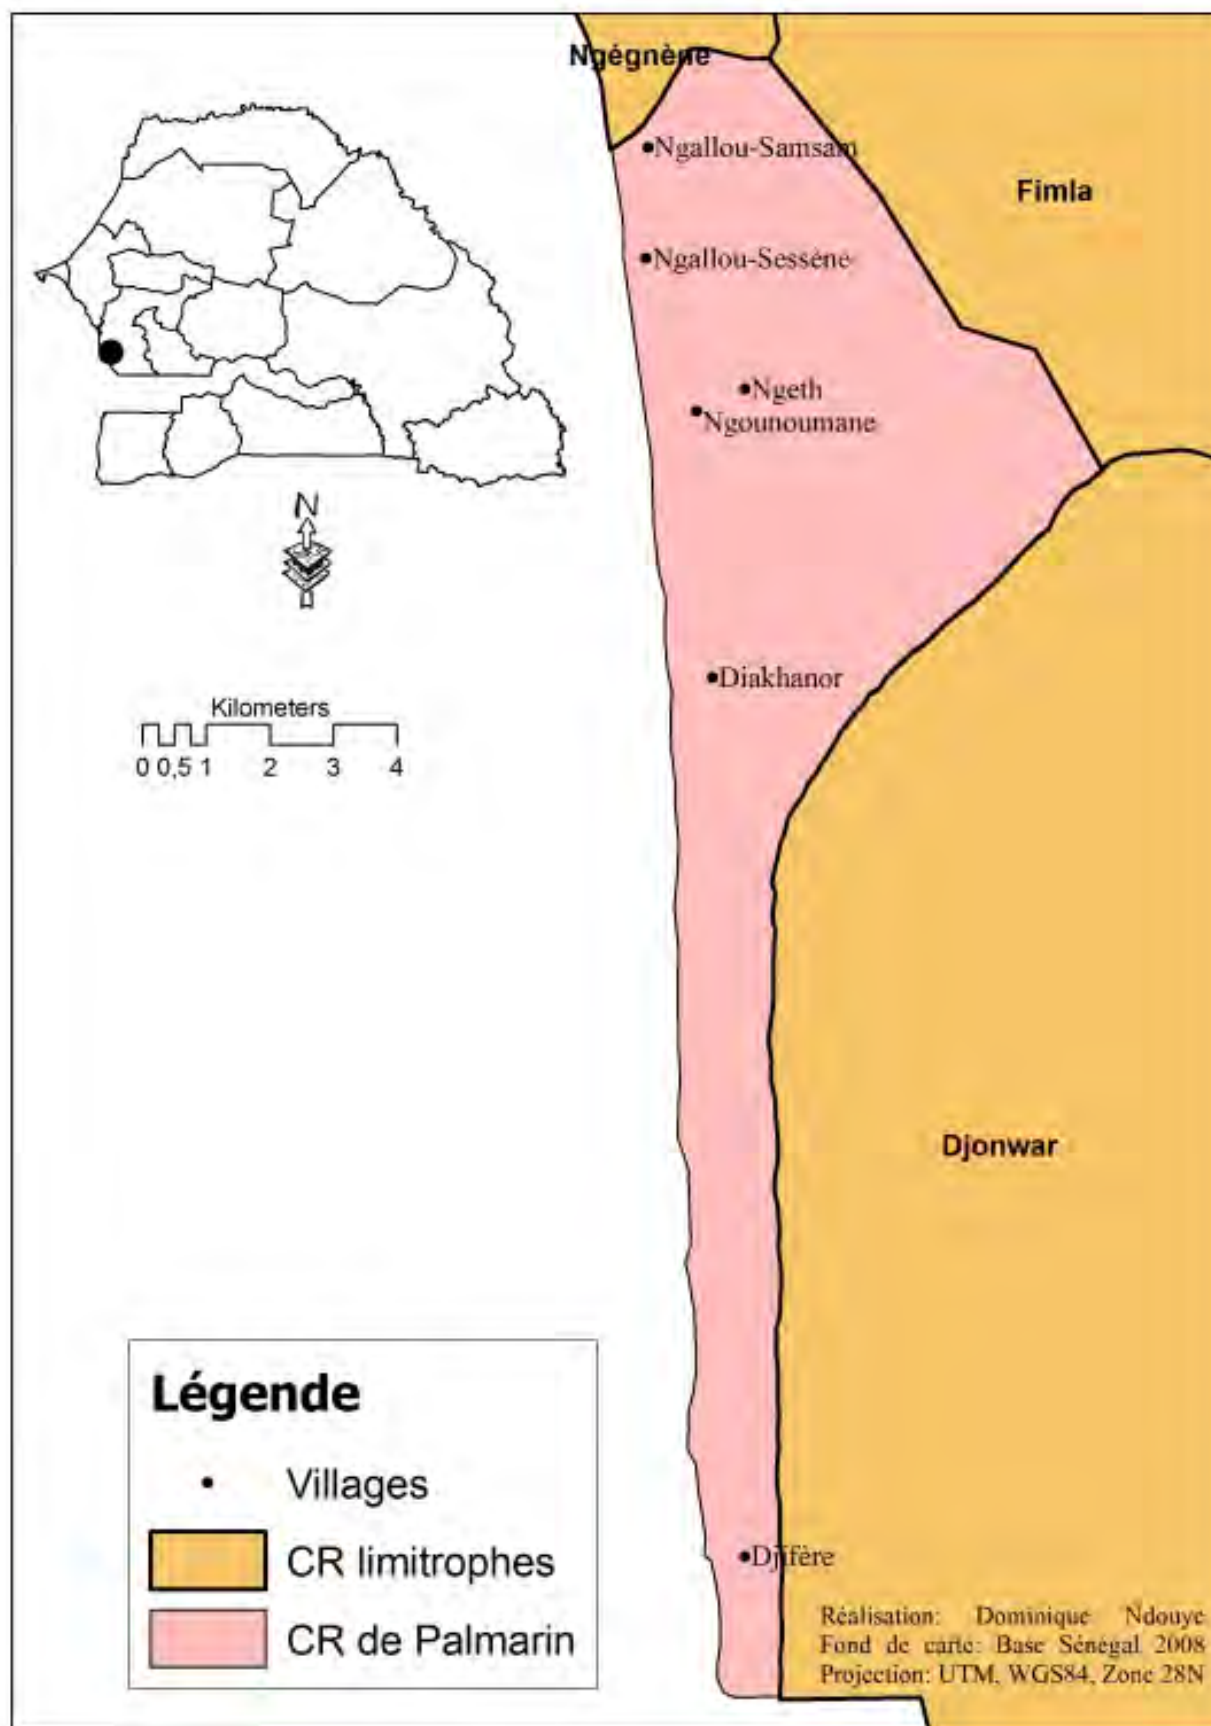 Ngégnène
Ngallou-Samsam
Fimla
Ngallou-Sessène
Ngeth
Ngounoumane
N
Diakhanor
Kilometers
0 0,5 1 2 3 4
Djonwar
Légende
Villages
CR limitrophes
CR de Palmarin
Djifère
Réalisation: Dominique Ndouye
Fond de carte: Base Sénégal 2008
Projection: UTM, WGS84, Zone 28N